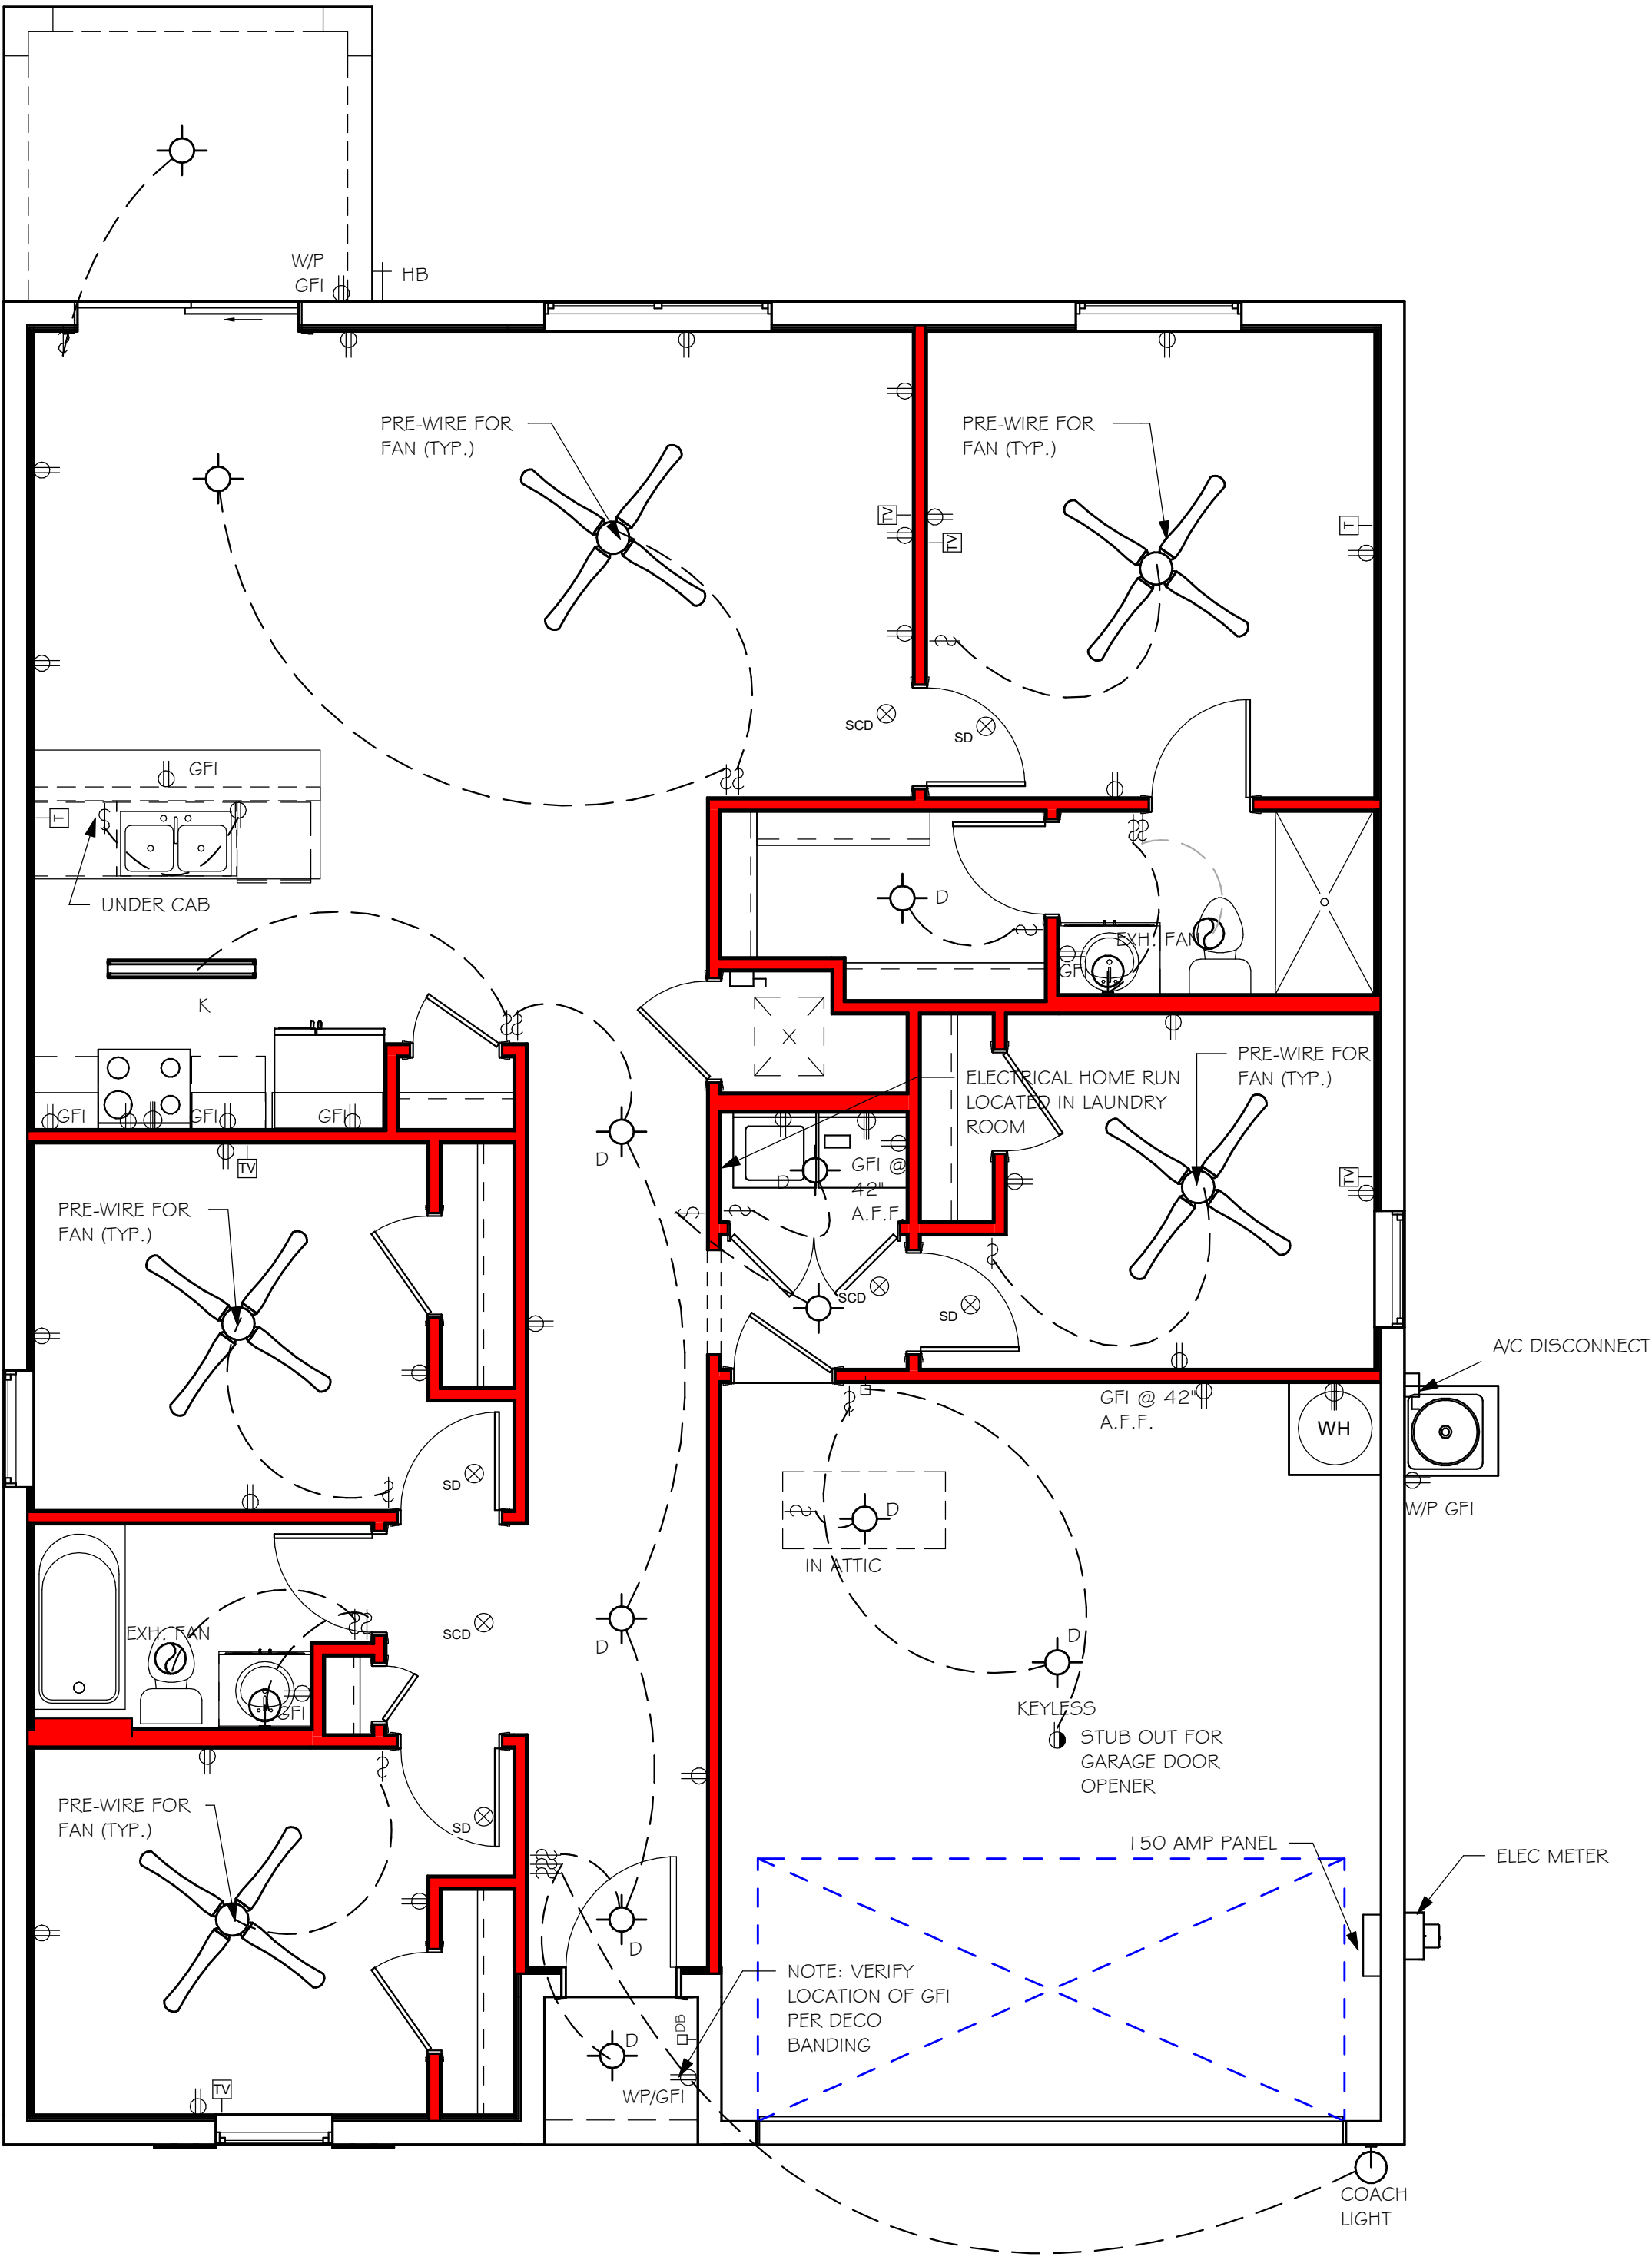 W/P
GFI
HB
PRE-WIRE FOR
FAN (TYP.)
PRE-WIRE FOR
FAN (TYP.)
TV
TV
T
SCD
SD
GFI
T
UNDER CAB
D
EXH. FAN
GFI
K
PRE-WIRE FOR
FAN (TYP.)
ELECTRICAL HOME RUN
LOCATED IN LAUNDRY
ROOM
GFI
GFI
GFI
D
D
GFI @
42"
A.F.F.
TV
TV
PRE-WIRE FOR
FAN (TYP.)
SCD
SD
A/C DISCONNECT
GFI @ 42"
A.F.F.
WH
W/P GFI
SD
D
IN ATTIC
EXH. FAN
SCD
D
D
KEYLESS
GFI
STUB OUT FOR
GARAGE DOOR
OPENER
PRE-WIRE FOR
FAN (TYP.)
SD
150 AMP PANEL
ELEC METER
D
NOTE: VERIFY
LOCATION OF GFI
PER DECO
BANDING
DB
D
TV
WP/GFI
COACH
LIGHT